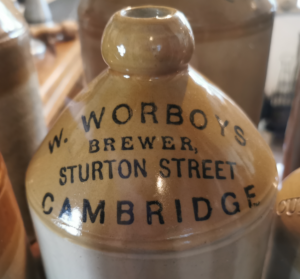 W. WORBOYS
BREWER,
STURTON STREET
CAMBRIDGE